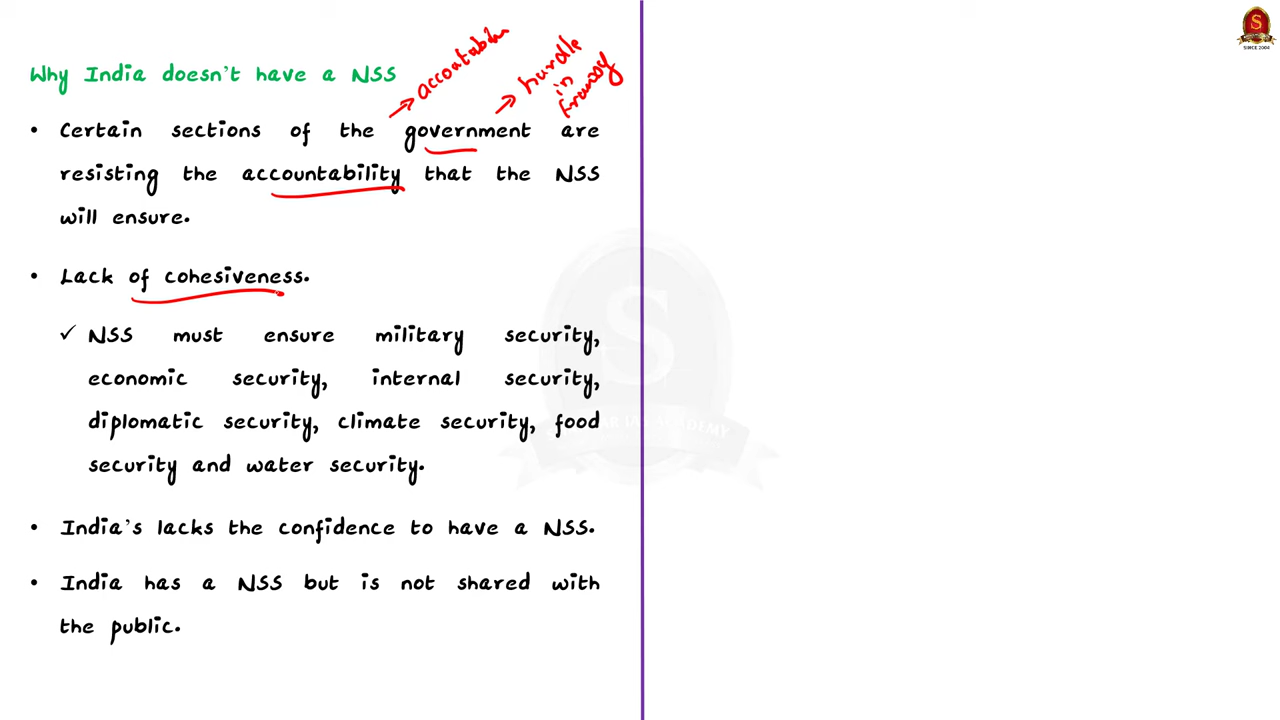 Why India doesn't have a NSS
hurdle
in
• Certain sections of the government are
resisting the accountability that the NSS
will ensure.
• Lack of cohesiveness.
✓ NSS must ensure military security,
economic security, internal security,
diplomatic security, climate security, food
security and water security.
• India's lacks the confidence to have a NSS.
• India has a NSS but is not shared with
the public.
S
SINCE 2004
S
ACADEMY